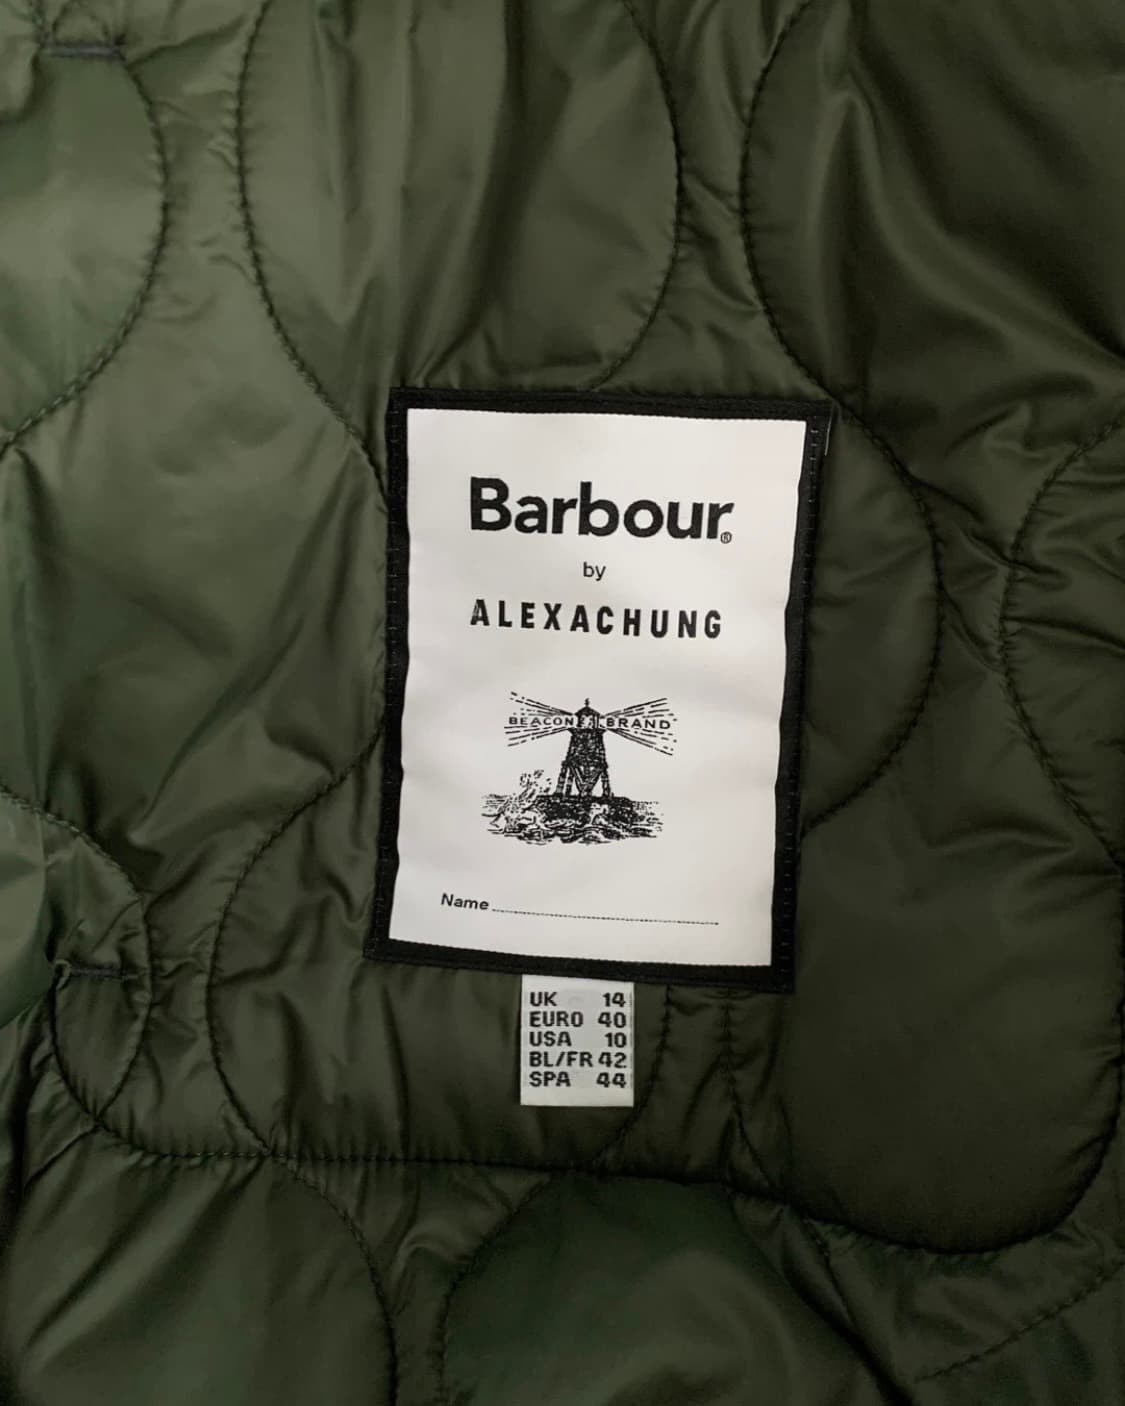 Barbour®
by
ALEXACHUNG
BEACON BRAND
Name
UK 14
EURO 40
USA 10
BL/FR 42
SPA 44